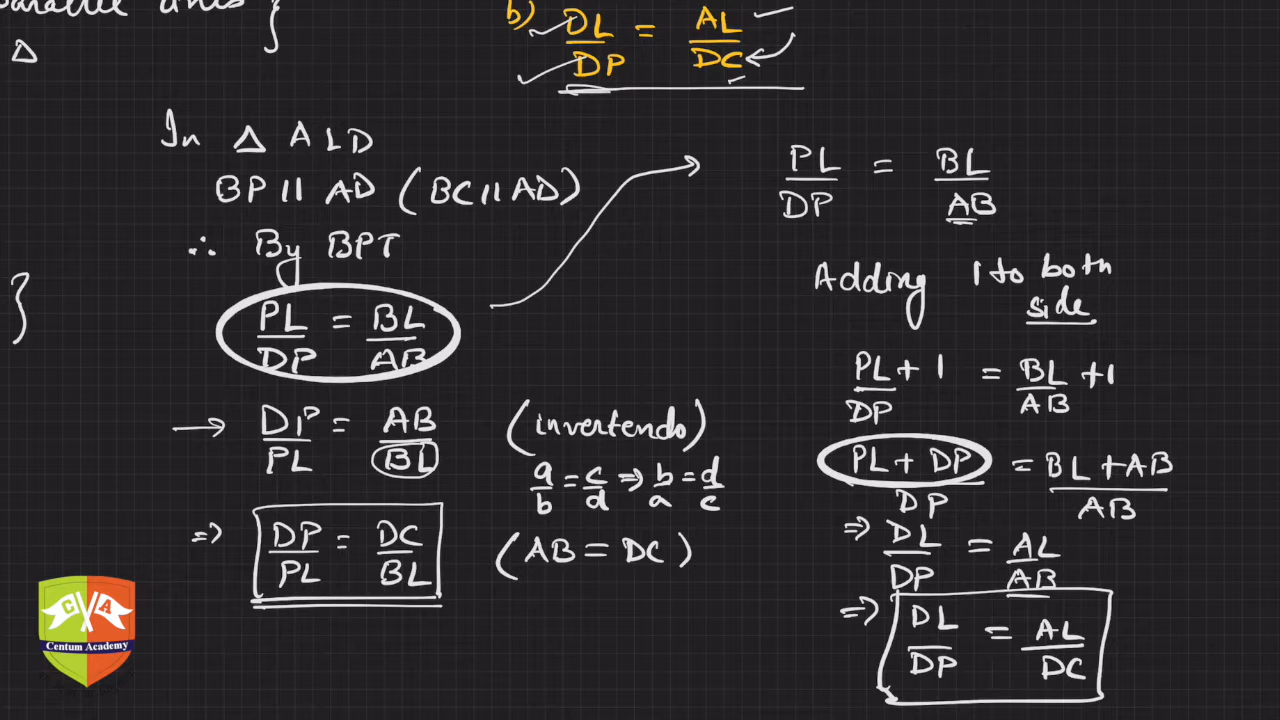 parallel lines }
Δ
b) DL/DP = AL/DC
In Δ ALD
BP || AD (BC || AD)
∴ By BPT
PL/DP = BL/AB
→ DP/PL = AB/BL (invertendo)
a/b = c/d ⇒ b/a = d/c
⇒ DP/PL = DC/BL (AB = DC)
}
PL/DP = BL/AB
Adding 1 to both
side
PL/DP + 1 = BL/AB + 1
PL + DP/DP = BL + AB/AB
⇒ DL/DP = AL/AB
⇒ DL/DP = AL/DC
C A
Centum Academy